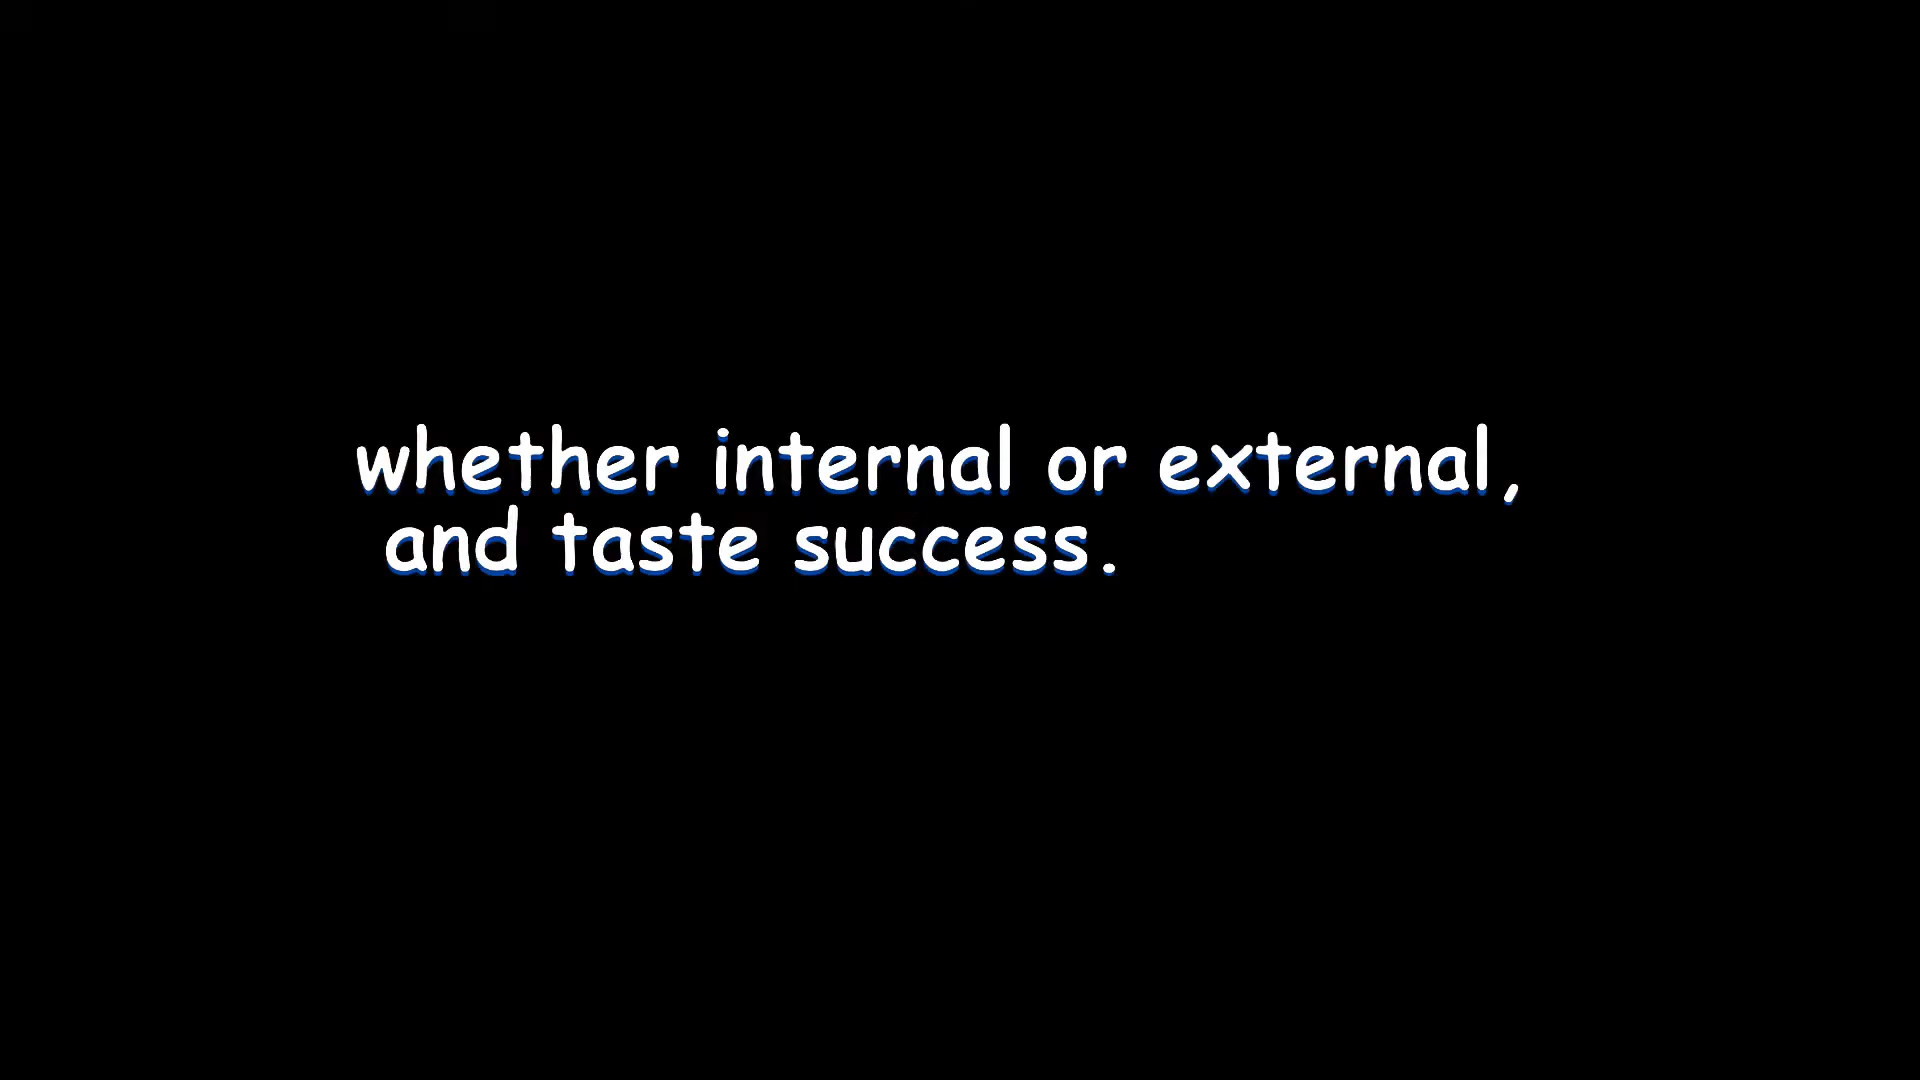 whether internal or external,
and taste success.